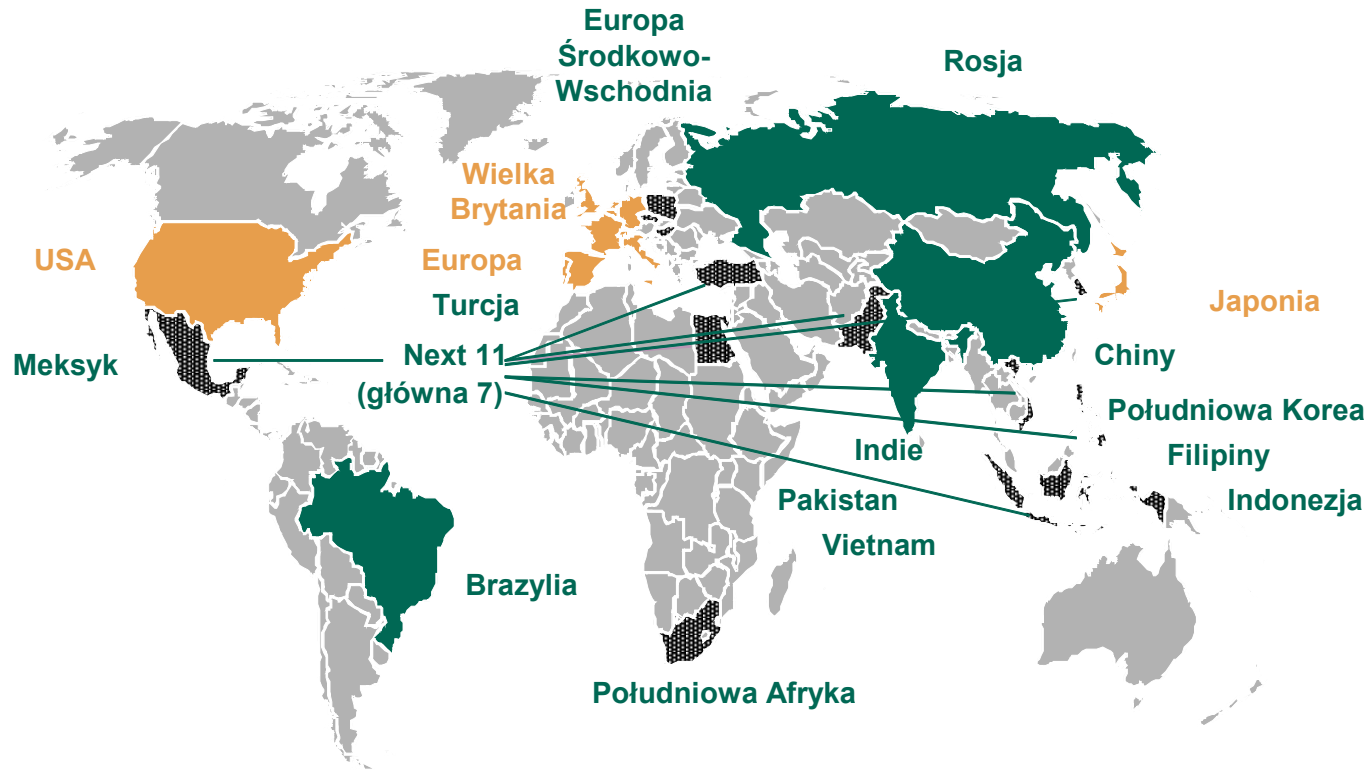 Europa
Środkowo-
Wschodnia
Rosja
Wielka
Brytania
USA
Europa
Turcja
Japonia
Meksyk
Next 11
(główna 7)
Chiny
Południowa Korea
Indie
Filipiny
Pakistan
Indonezja
Vietnam
Brazylia
Południowa Afryka